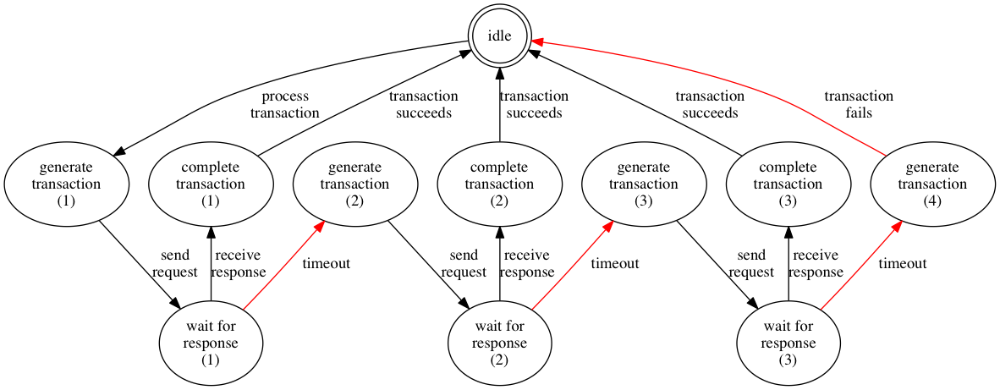 idle
process
transaction
transaction
succeeds
transaction
succeeds
transaction
succeeds
transaction
fails
generate
transaction
(1)
complete
transaction
(1)
generate
transaction
(2)
complete
transaction
(2)
generate
transaction
(3)
complete
transaction
(3)
generate
transaction
(4)
send
request
receive
response
timeout
send
request
receive
response
timeout
send
request
receive
response
timeout
wait for
response
(1)
wait for
response
(2)
wait for
response
(3)